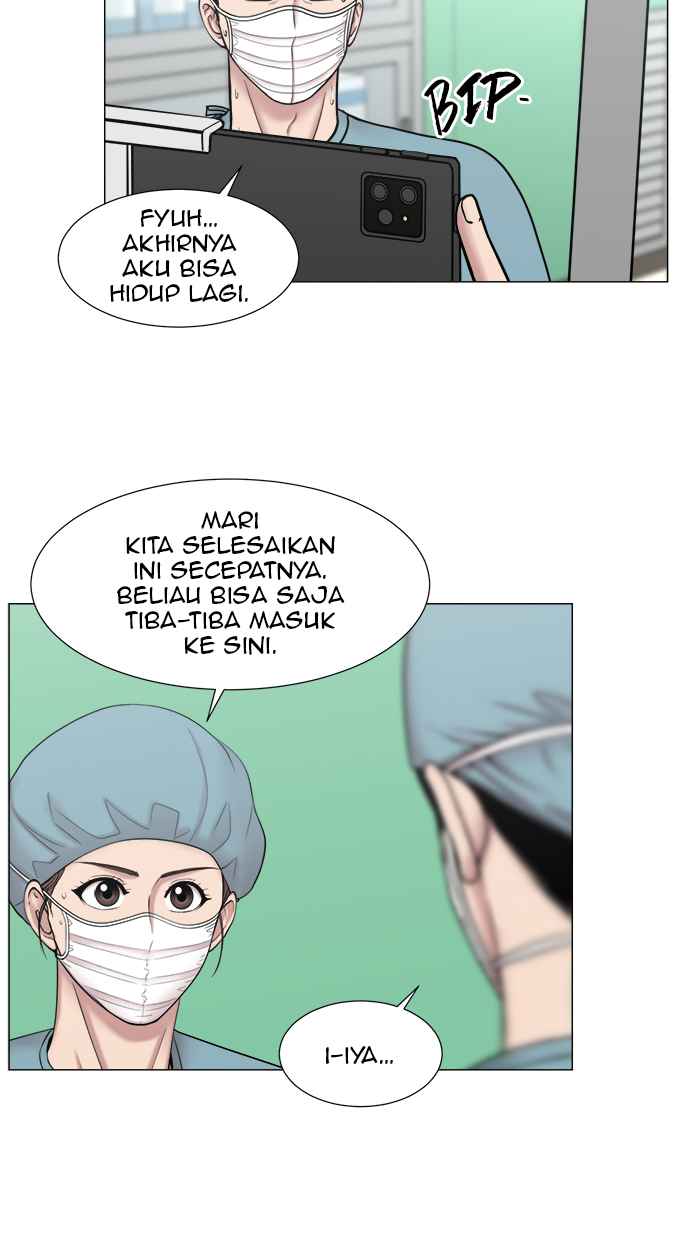 BIP.
FYUH...
AKHIRNYA
AKU BISA
HIDUP LAGI.
MARI
KITA SELESAIKAN
INI SECEPATNYA.
BELIAU BISA SAJA
TIBA-TIBA MASUK
KE SINI.
I-IYA...